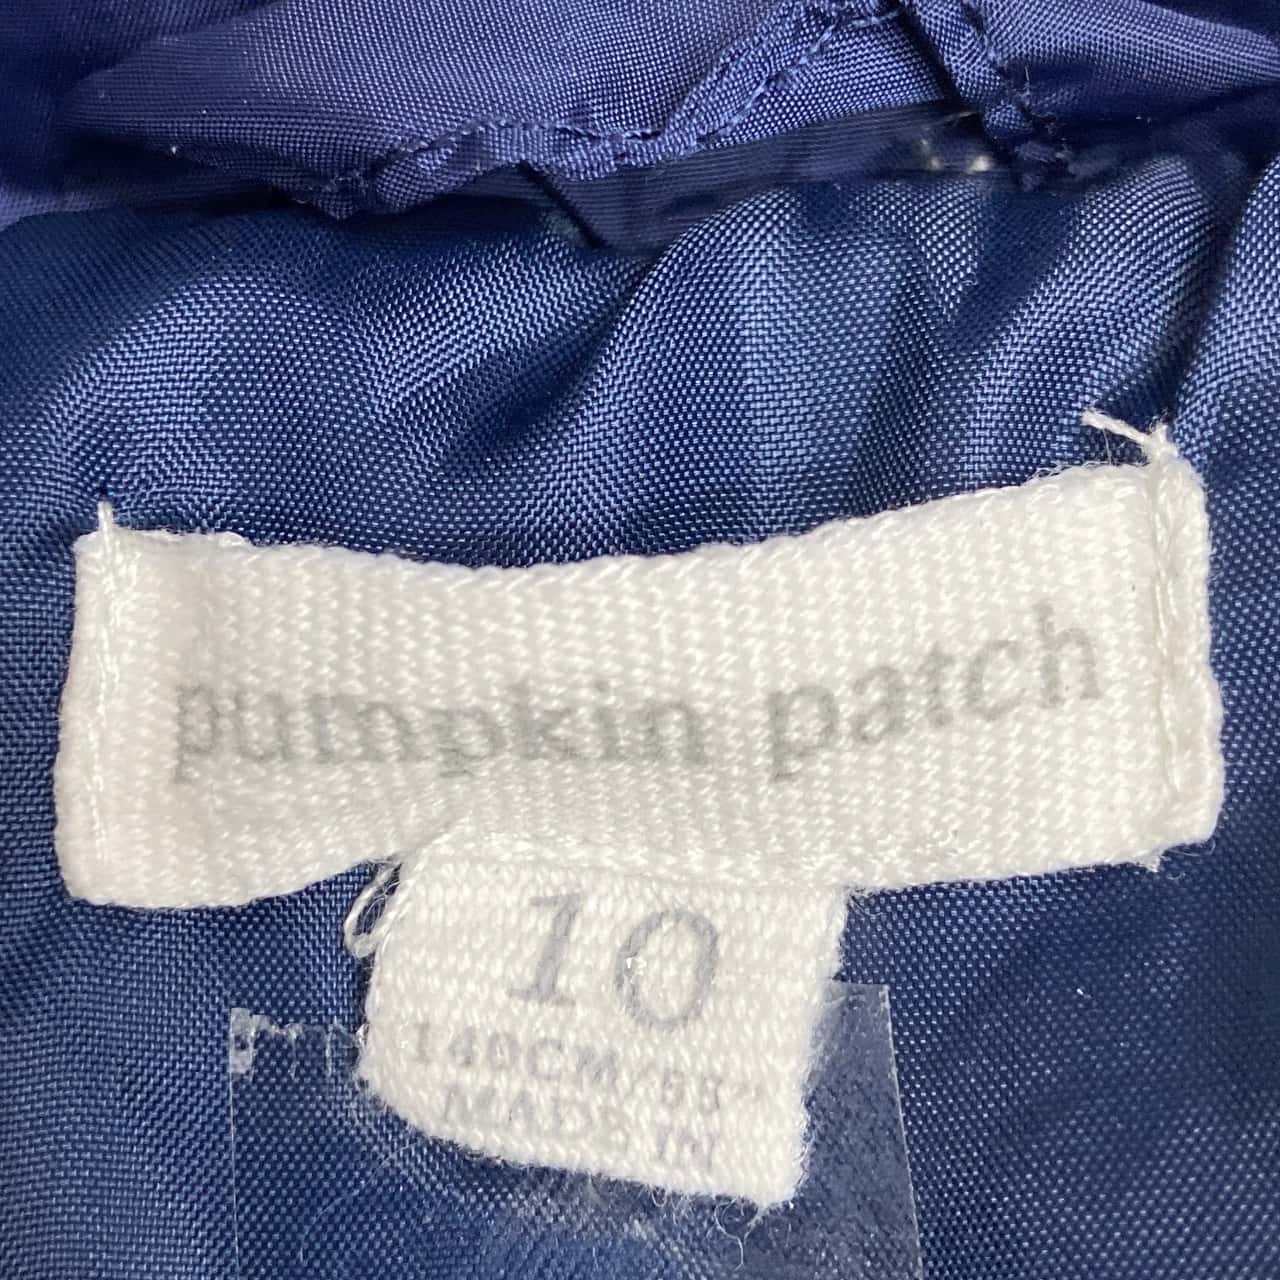 pumpkin patch
10
140CM/55
MADE IN